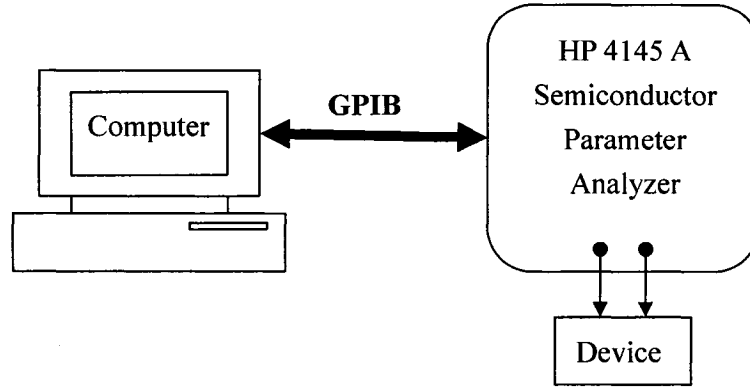 Computer
GPIB
HP 4145 A
Semiconductor
Parameter
Analyzer
Device